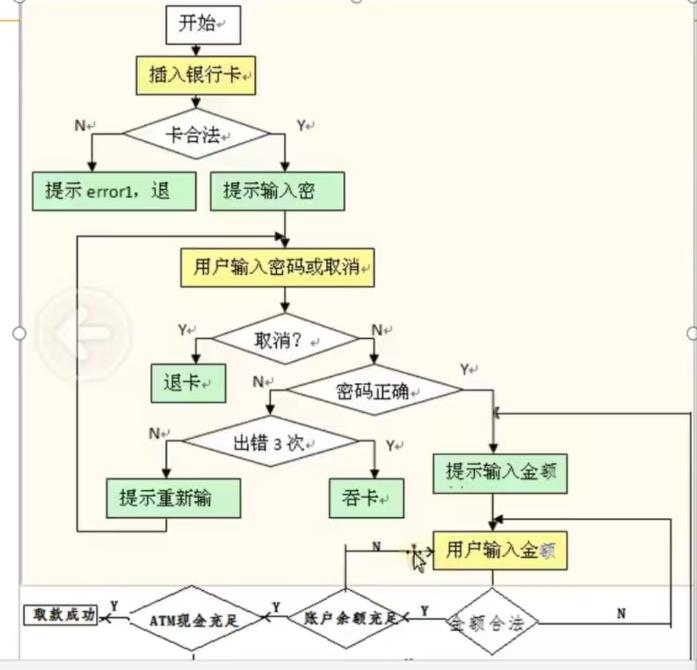 开始
插入银行卡
卡合法
N
Y
提示 error1，退
提示输入密
用户输入密码或取消
取消?
Y
N
退卡
密码正确
N
Y
出错 3 次
N
Y
提示重新输
吞卡
提示输入金额
用户输入金额
N
取款成功
Y
ATM现金充足
Y
账户余额充足
Y
金额合法
N